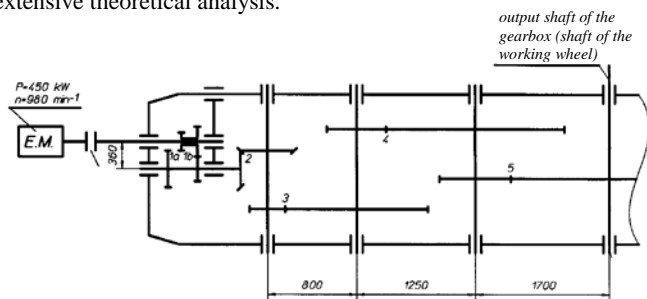 extensive theoretical analysis.
output shaft of the
gearbox (shaft of the
working wheel)
P=450 kW
n=980 min-1
E.M.
360
1a
1b
2
4
5
3
800
1250
1700